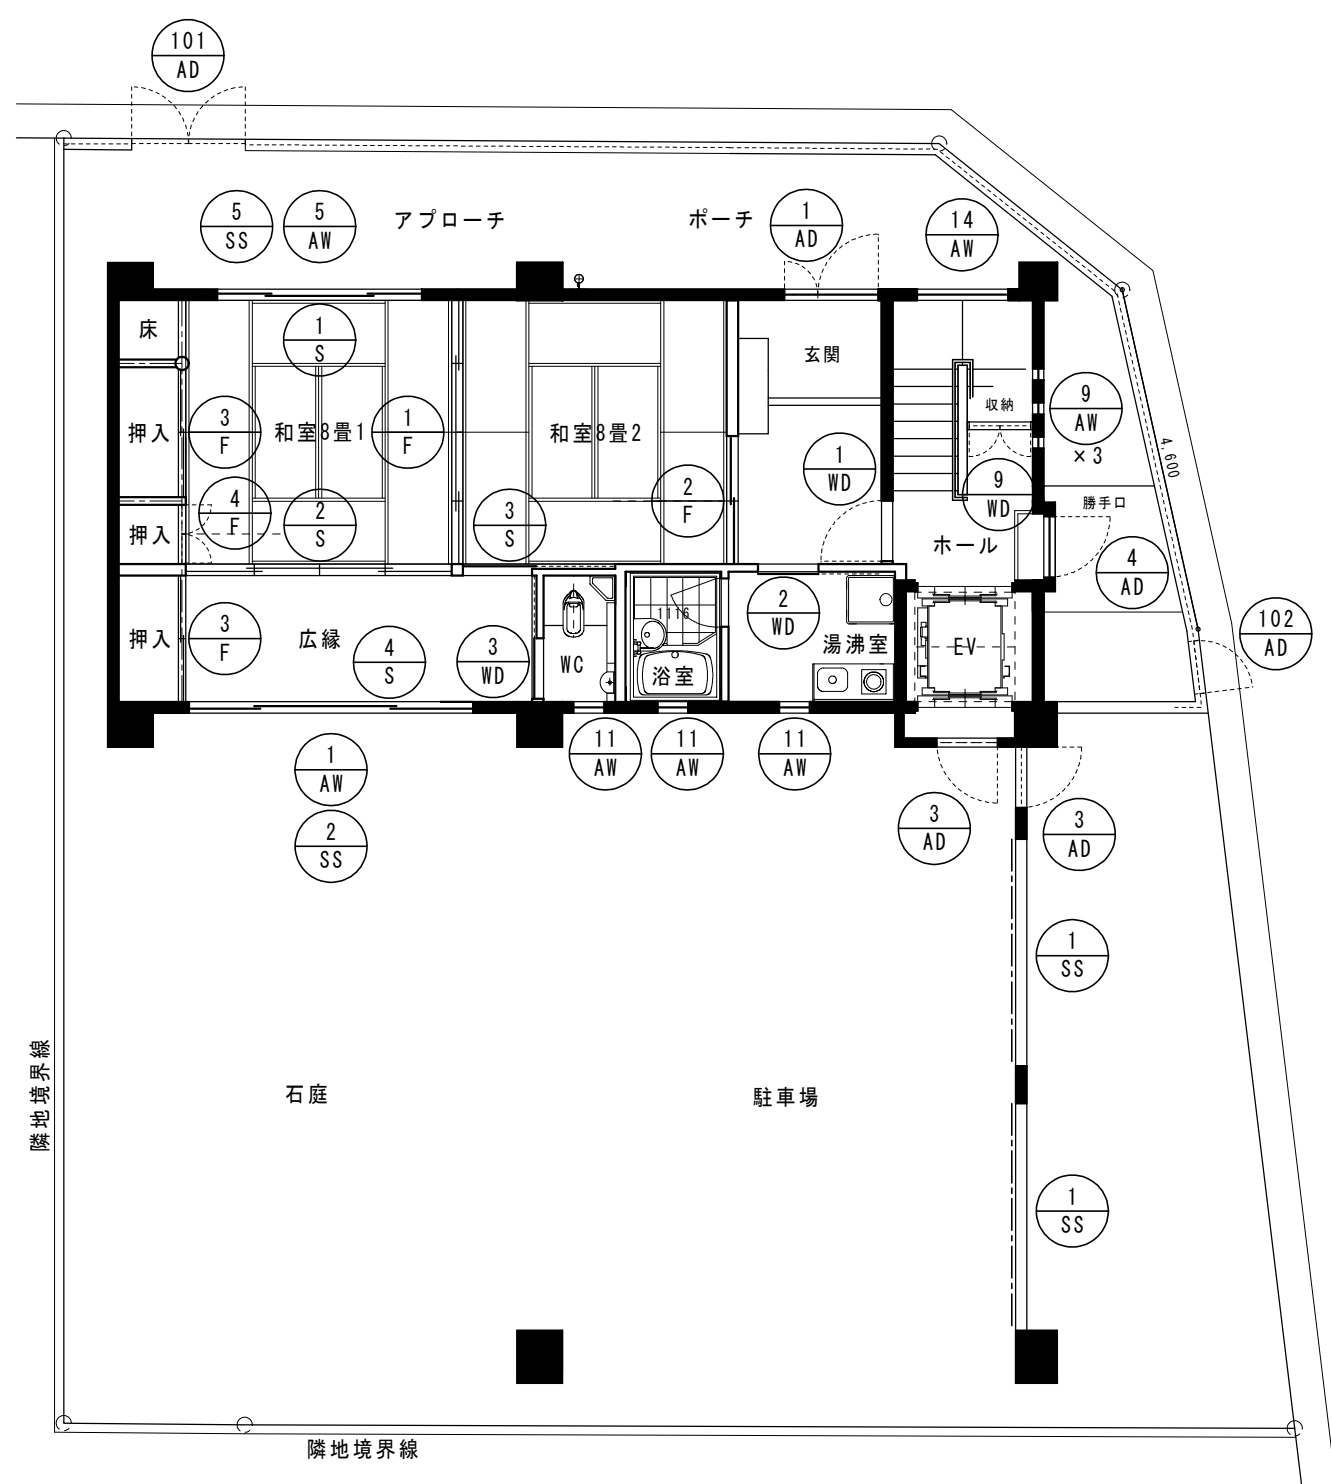 101
AD
5
SS
5
AW
アプローチ
ポーチ
1
AD
14
AW
床
1
S
玄関
収納
9
AW
×3
押入
3
F
和室8畳1
1
F
和室8畳2
1
WD
4,600
4
F
2
S
3
S
2
F
9
WD
勝手口
押入
ホール
4
AD
押入
3
F
広縁
4
S
3
WD
WC
1116
浴室
2
WD
湯沸室
EV
102
AD
1
AW
11
AW
11
AW
11
AW
2
SS
3
AD
3
AD
1
SS
隣地境界線
石庭
駐車場
1
SS
隣地境界線